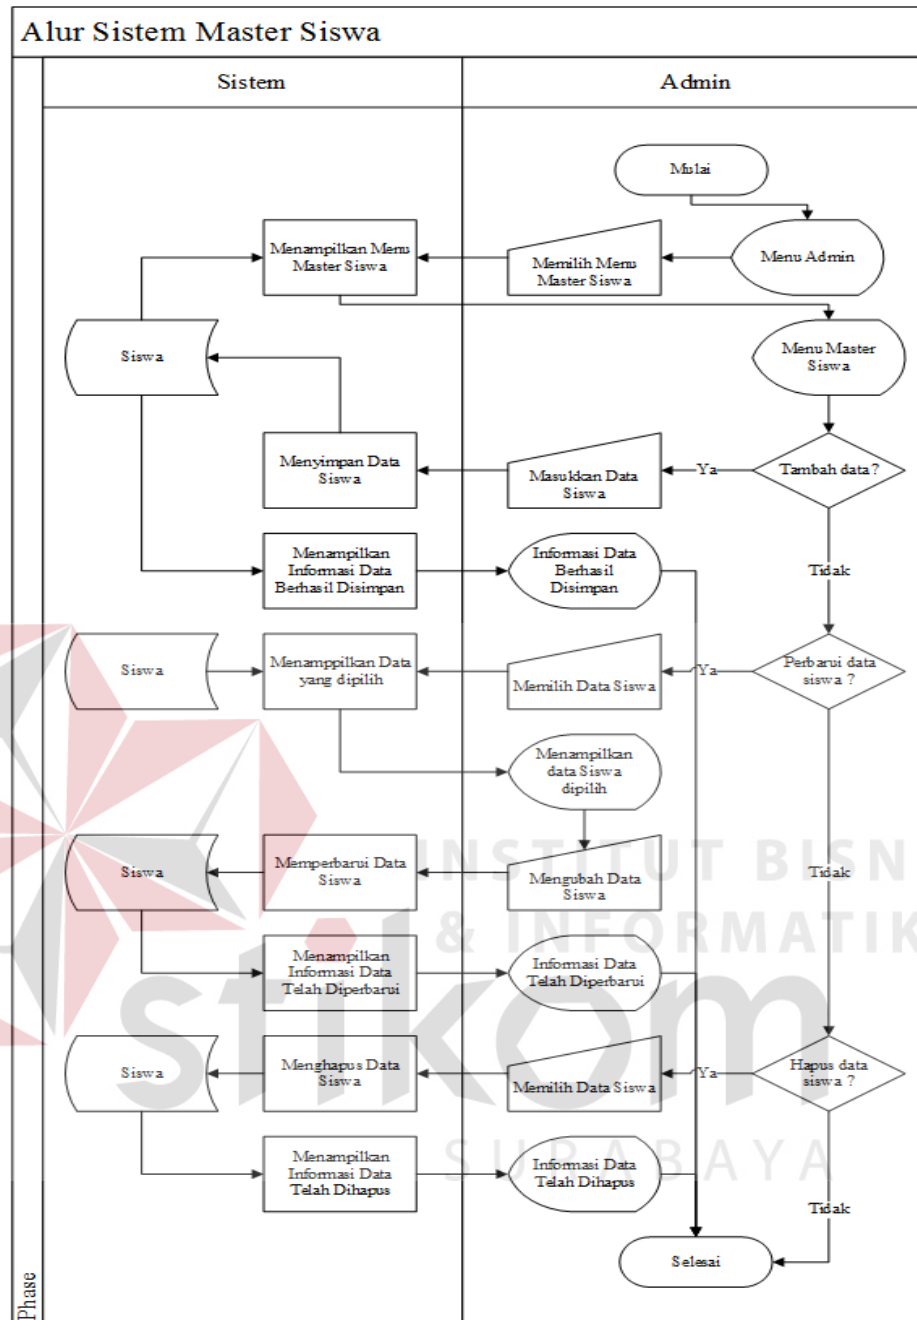 Alur Sistem Master Siswa
Sistem
Admin
Mulai
Menampilkan Menu
Master Siswa
Memilih Menu
Master Siswa
Menu Admin
Siswa
Menu Master
Siswa
Menyimpan Data
Siswa
Masukkan Data
Siswa
Ya
Tambah data?
Menampilkan
Informasi Data
Berhasil Disimpan
Informasi Data
Berhasil
Disimpan
Tidak
Siswa
Menamppilkan Data
yang dipilih
Memilih Data Siswa
Ya
Perbarui data
siswa ?
Menampilkan
data Siswa
dipilih
Siswa
Memperbarui Data
Siswa
Mengubah Data
Siswa
Tidak
Menampilkan
Informasi Data
Telah Diperbarui
Informasi Data
Telah Diperbarui
Siswa
Menghapus Data
Siswa
Memilih Data Siswa
Ya
Hapus data
siswa ?
Menampilkan
Informasi Data
Telah Dihapus
Informasi Data
Telah Dihapus
Tidak
Selesai
Phase
INSTITUT BISN
& INFORMATIK
stikom
SURABAYA